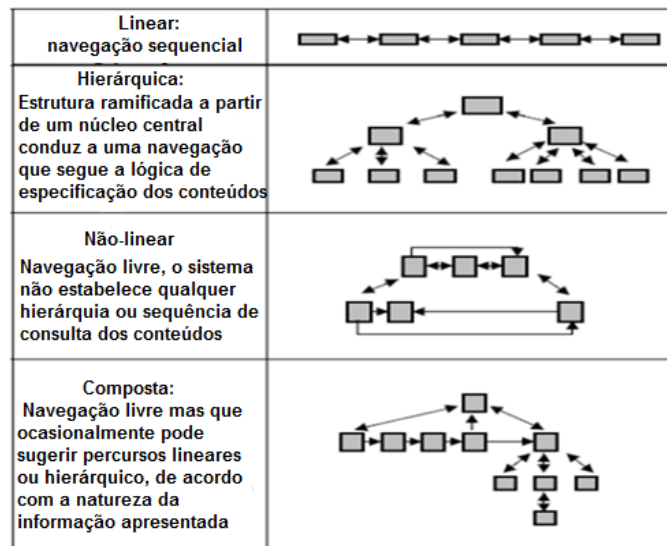 Linear:
navegação sequencial
Hierárquica:
Estrutura ramificada a partir
de um núcleo central
conduz a uma navegação
que segue a lógica de
especificação dos conteúdos
Não-linear
Navegação livre, o sistema
não estabelece qualquer
hierárquia ou sequência de
consulta dos conteúdos
Composta:
Navegação livre mas que
ocasionalmente pode
sugerir percursos lineares
ou hierárquico, de acordo
com a natureza da
informação apresentada